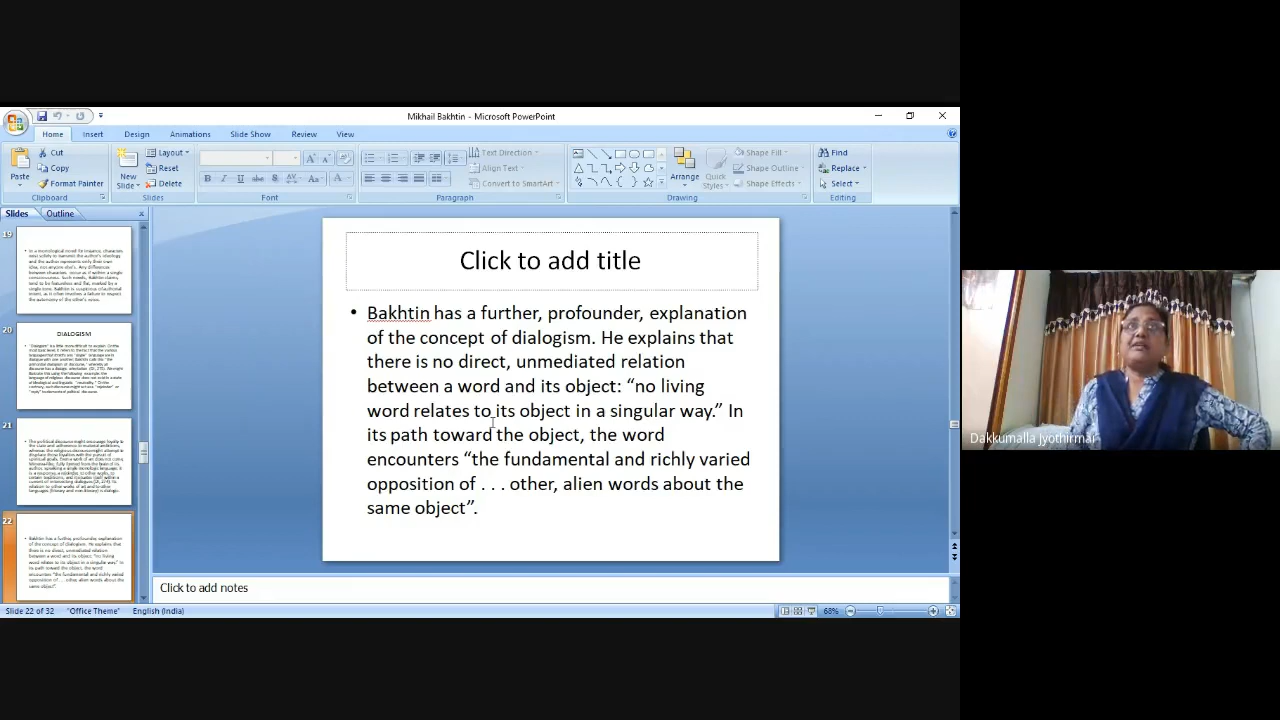 Mikhail Bakhtin - Microsoft PowerPoint
Home Insert Design Animations Slide Show Review View
Cut
Copy
Format Painter
Paste
Clipboard
New Slide
Layout
Reset
Delete
Slides
Font
Text Direction
Align Text
Convert to SmartArt
Paragraph
Arrange
Quick Styles
Shape Fill
Shape Outline
Shape Effects
Drawing
Find
Replace
Select
Editing
Slides Outline
19
20
DIALOGISM
21
22
Click to add title
• Bakhtin has a further, profounder, explanation
of the concept of dialogism. He explains that
there is no direct, unmediated relation
between a word and its object: “no living
word relates to its object in a singular way.” In
its path toward the object, the word
encounters “the fundamental and richly varied
opposition of . . . other, alien words about the
same object”.
Click to add notes
Slide 22 of 32 "Office Theme" English (India) 68%
Dakkumalla Jyothirmai